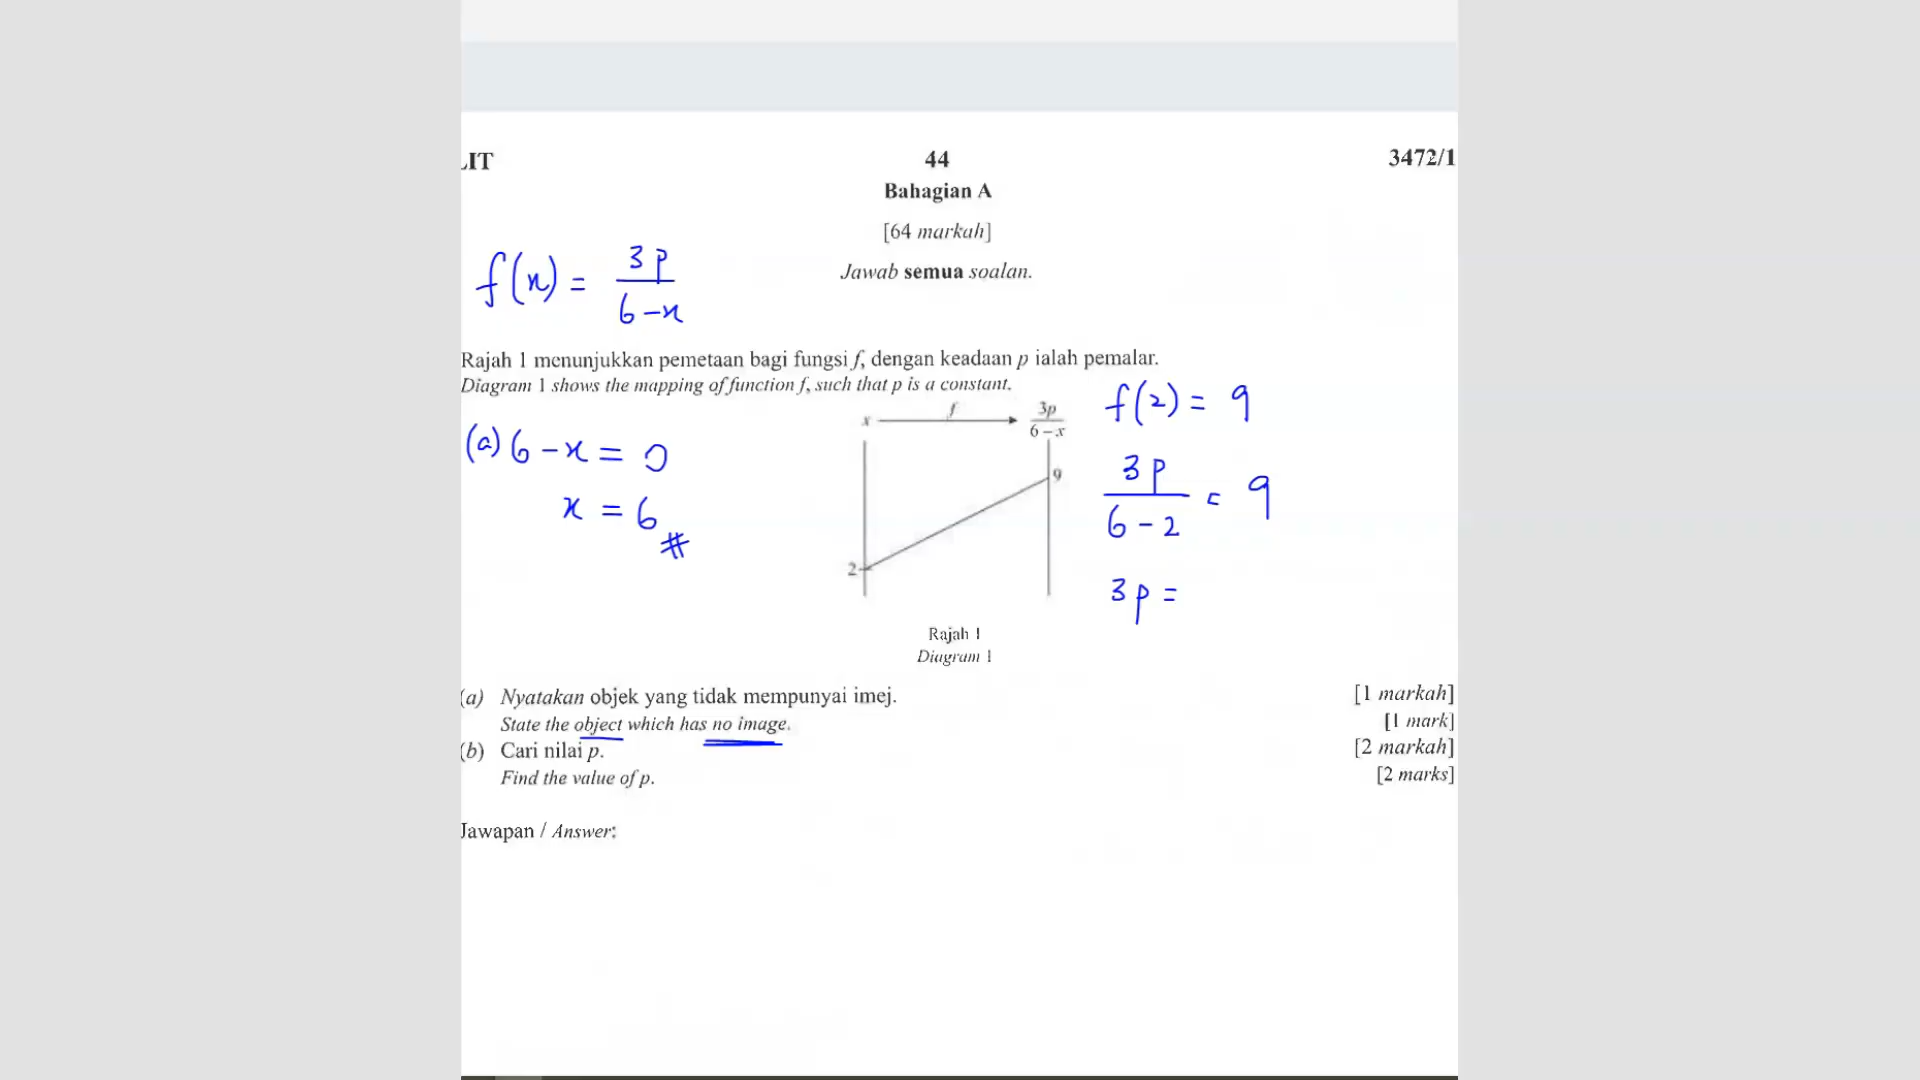 .IT
44
3472/1
Bahagian A
[64 markah]
Jawab semua soalan.
f(x) = 3p / 6-x
Rajah 1 menunjukkan pemetaan bagi fungsi f, dengan keadaan p ialah pemalar.
Diagram 1 shows the mapping of function f, such that p is a constant.
(a) 6 - x = 0
x = 6 #
x f 3p / 6 – x
9
2
f(2) = 9
3p / 6 - 2 = 9
3p =
Rajah 1
Diagram 1
(a) Nyatakan objek yang tidak mempunyai imej. [1 markah]
State the object which has no image. [1 mark]
(b) Cari nilai p. [2 markah]
Find the value of p. [2 marks]
Jawapan / Answer: